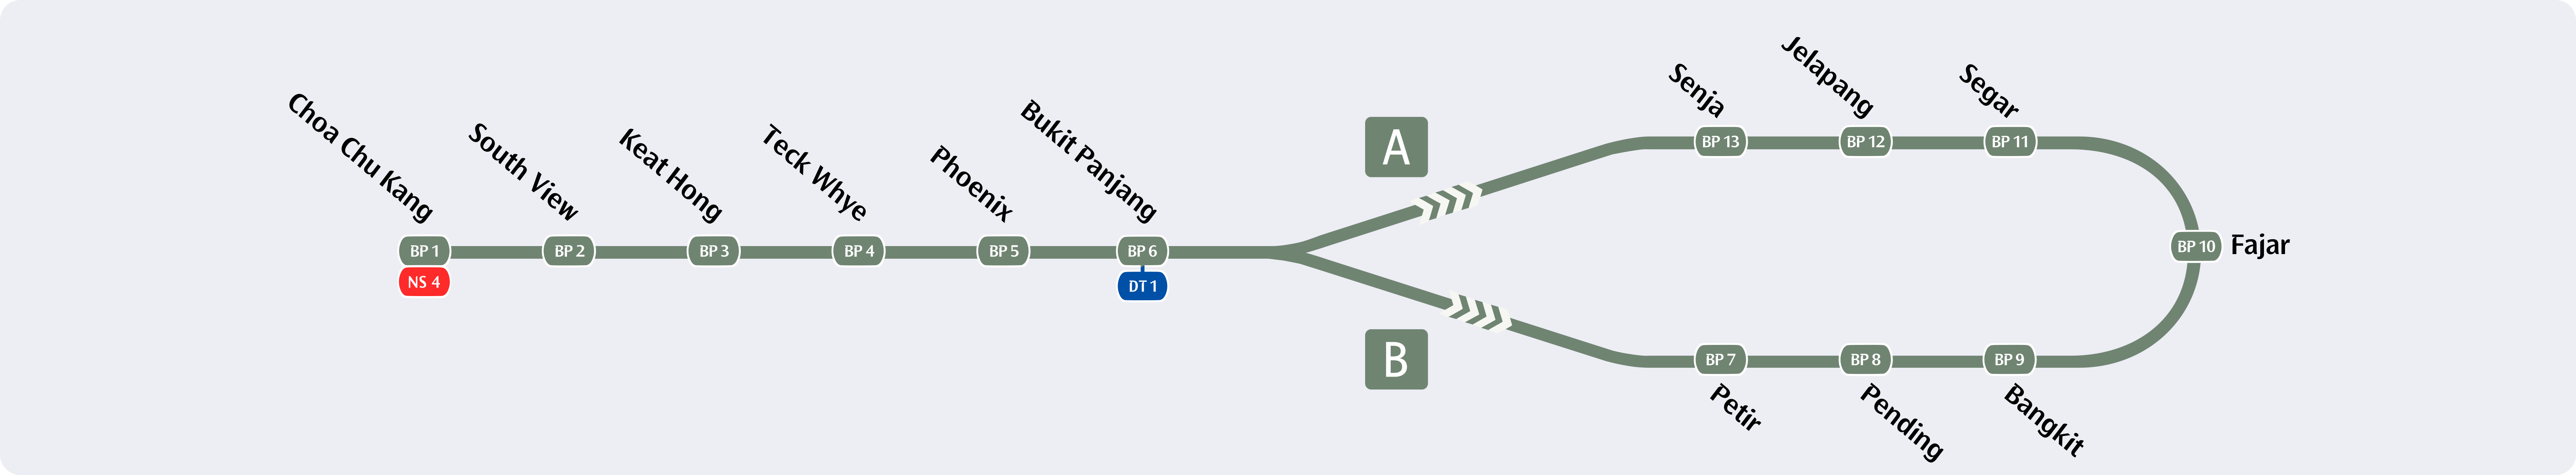 Choa Chu Kang
BP 1
NS 4
South View
BP 2
Keat Hong
BP 3
Teck Whye
BP 4
Phoenix
BP 5
Bukit Panjang
BP 6
DT 1
A
Senja
BP 13
Jelapang
BP 12
Segar
BP 11
BP 10
Fajar
B
BP 7
Petir
BP 8
Pending
BP 9
Bangkit